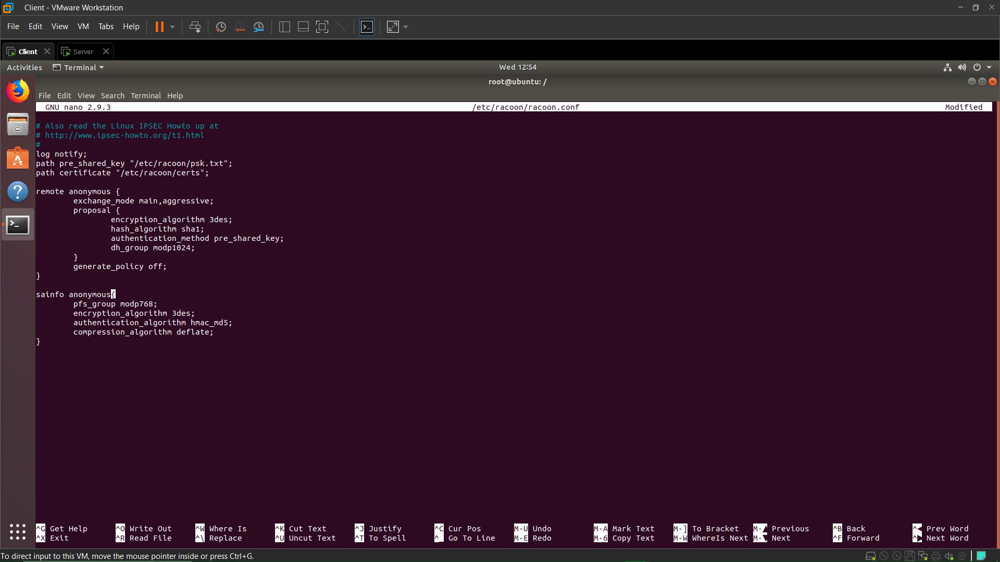 Client - VMware Workstation
File Edit View VM Tabs Help
Client Server
Activities Terminal Wed 12:54
root@ubuntu: /
File Edit View Search Terminal Help
GNU nano 2.9.3 /etc/racoon/racoon.conf Modified
# Also read the Linux IPSEC Howto up at
# http://www.ipsec-howto.org/t1.html
#
log notify;
path pre_shared_key "/etc/racoon/psk.txt";
path certificate "/etc/racoon/certs";
remote anonymous {
exchange_mode main,aggressive;
proposal {
encryption_algorithm 3des;
hash_algorithm sha1;
authentication_method pre_shared_key;
dh_group modp1024;
}
generate_policy off;
}
sainfo anonymous{
pfs_group modp768;
encryption_algorithm 3des;
authentication_algorithm hmac_md5;
compression_algorithm deflate;
}
^G Get Help ^O Write Out ^W Where Is ^K Cut Text ^J Justify ^C Cur Pos M-U Undo M-A Mark Text M-] To Bracket M-▲ Previous ^B Back ^◀ Prev Word
^X Exit ^R Read File ^\ Replace ^U Uncut Text ^T To Spell ^_ Go To Line M-E Redo M-6 Copy Text M-W WhereIs Next M-▼ Next ^F Forward ^▶ Next Word
To direct input to this VM, move the mouse pointer inside or press Ctrl+G.